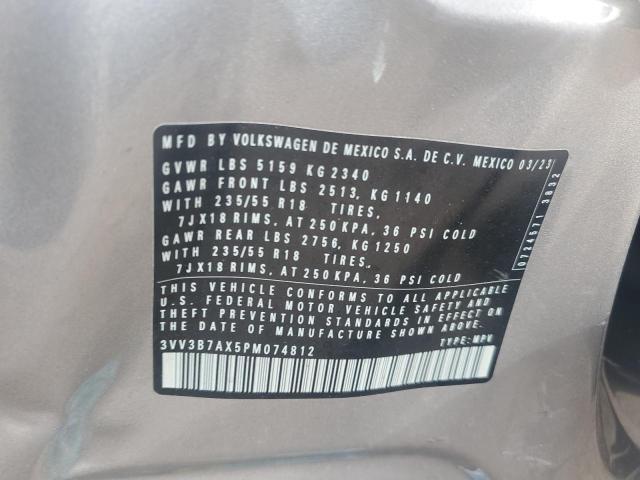 MFD BY VOLKSWAGEN DE MEXICO S.A. DE C.V. MEXICO 03/23
GVWR LBS 5159 KG 2340
GAWR FRONT LBS 2513, KG 1140
WITH 235/55 R18 TIRES,
7JX18 RIMS, AT 250 KPA, 36 PSI COLD
GAWR REAR LBS 2756, KG 1250
WITH 235/55 R18 TIRES,
7JX18 RIMS, AT 250 KPA, 36 PSI COLD
THIS VEHICLE CONFORMS TO ALL APPLICABLE
U.S. FEDERAL MOTOR VEHICLE SAFETY AND
THEFT PREVENTION STANDARDS IN EFFECT ON
THE DATE OF MANUFACTURE SHOWN ABOVE.
3VV3B7AX5PM074812 TYPE: MPV
0724571 3832